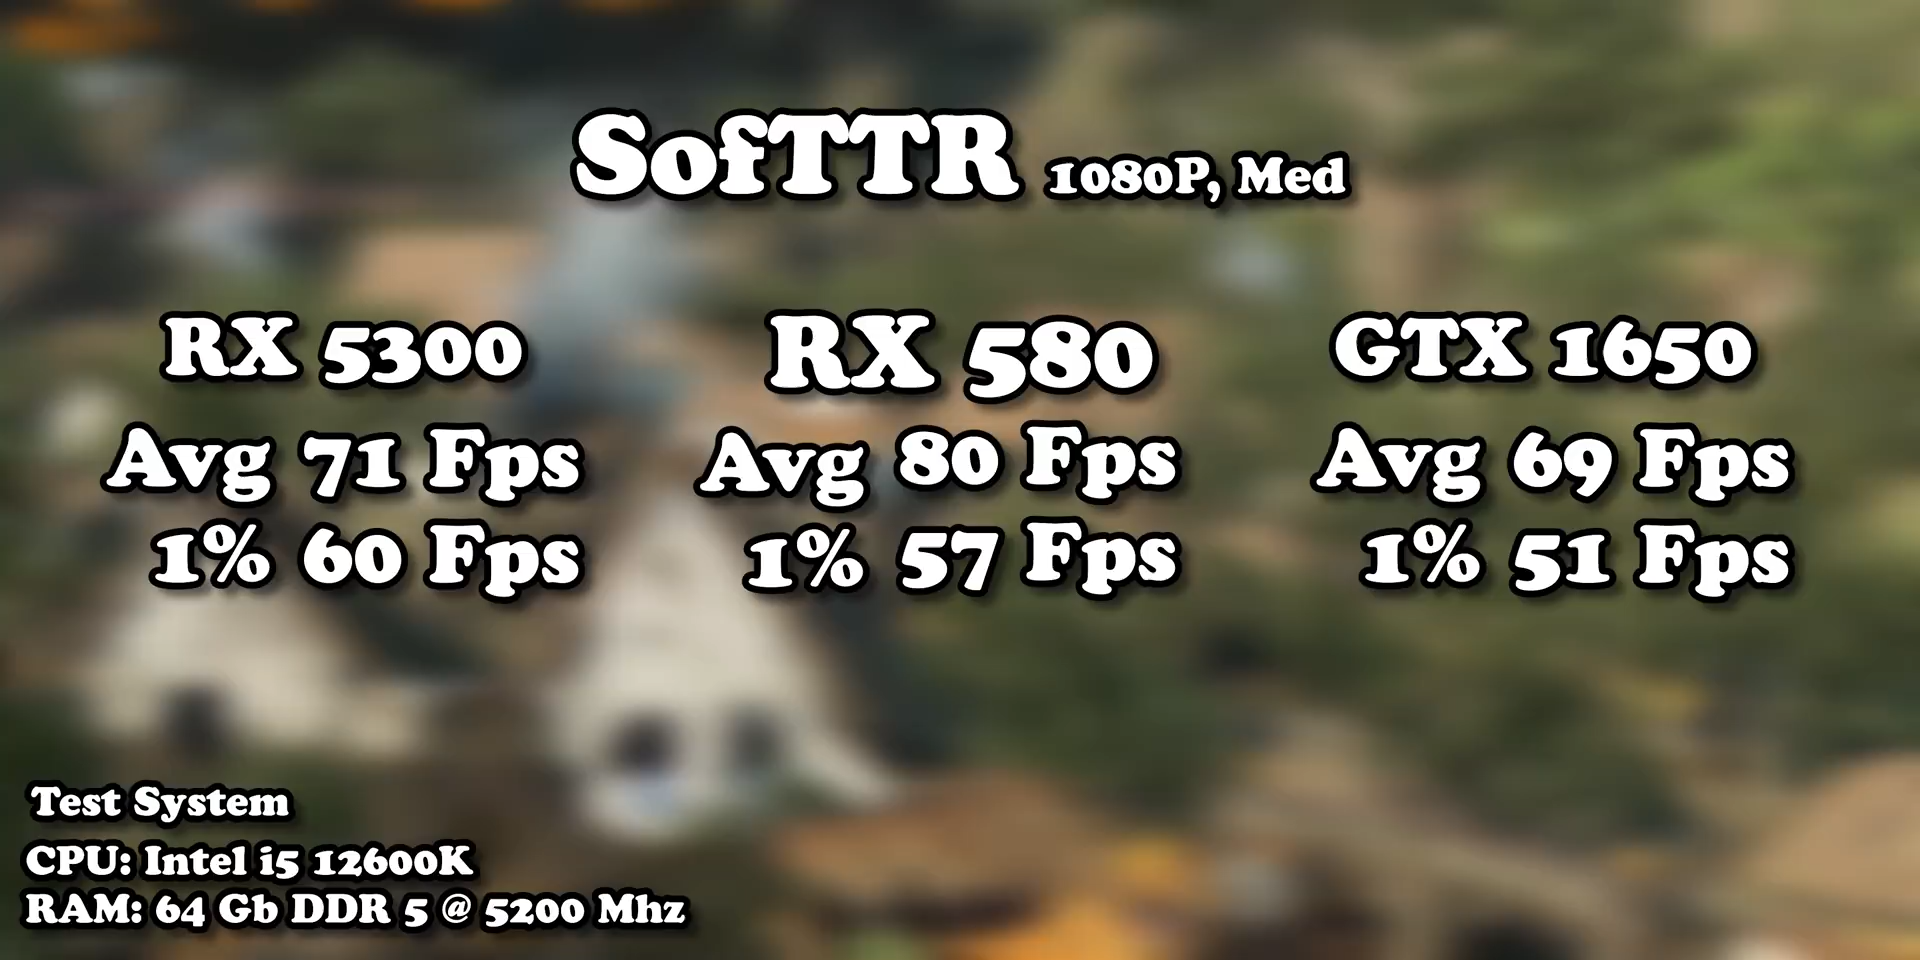 SofTTR 1080P, Med
RX 5300
Avg 71 Fps
1% 60 Fps
RX 580
Avg 80 Fps
1% 57 Fps
GTX 1650
Avg 69 Fps
1% 51 Fps
Test System
CPU: Intel i5 12600K
RAM: 64 Gb DDR 5 @ 5200 Mhz